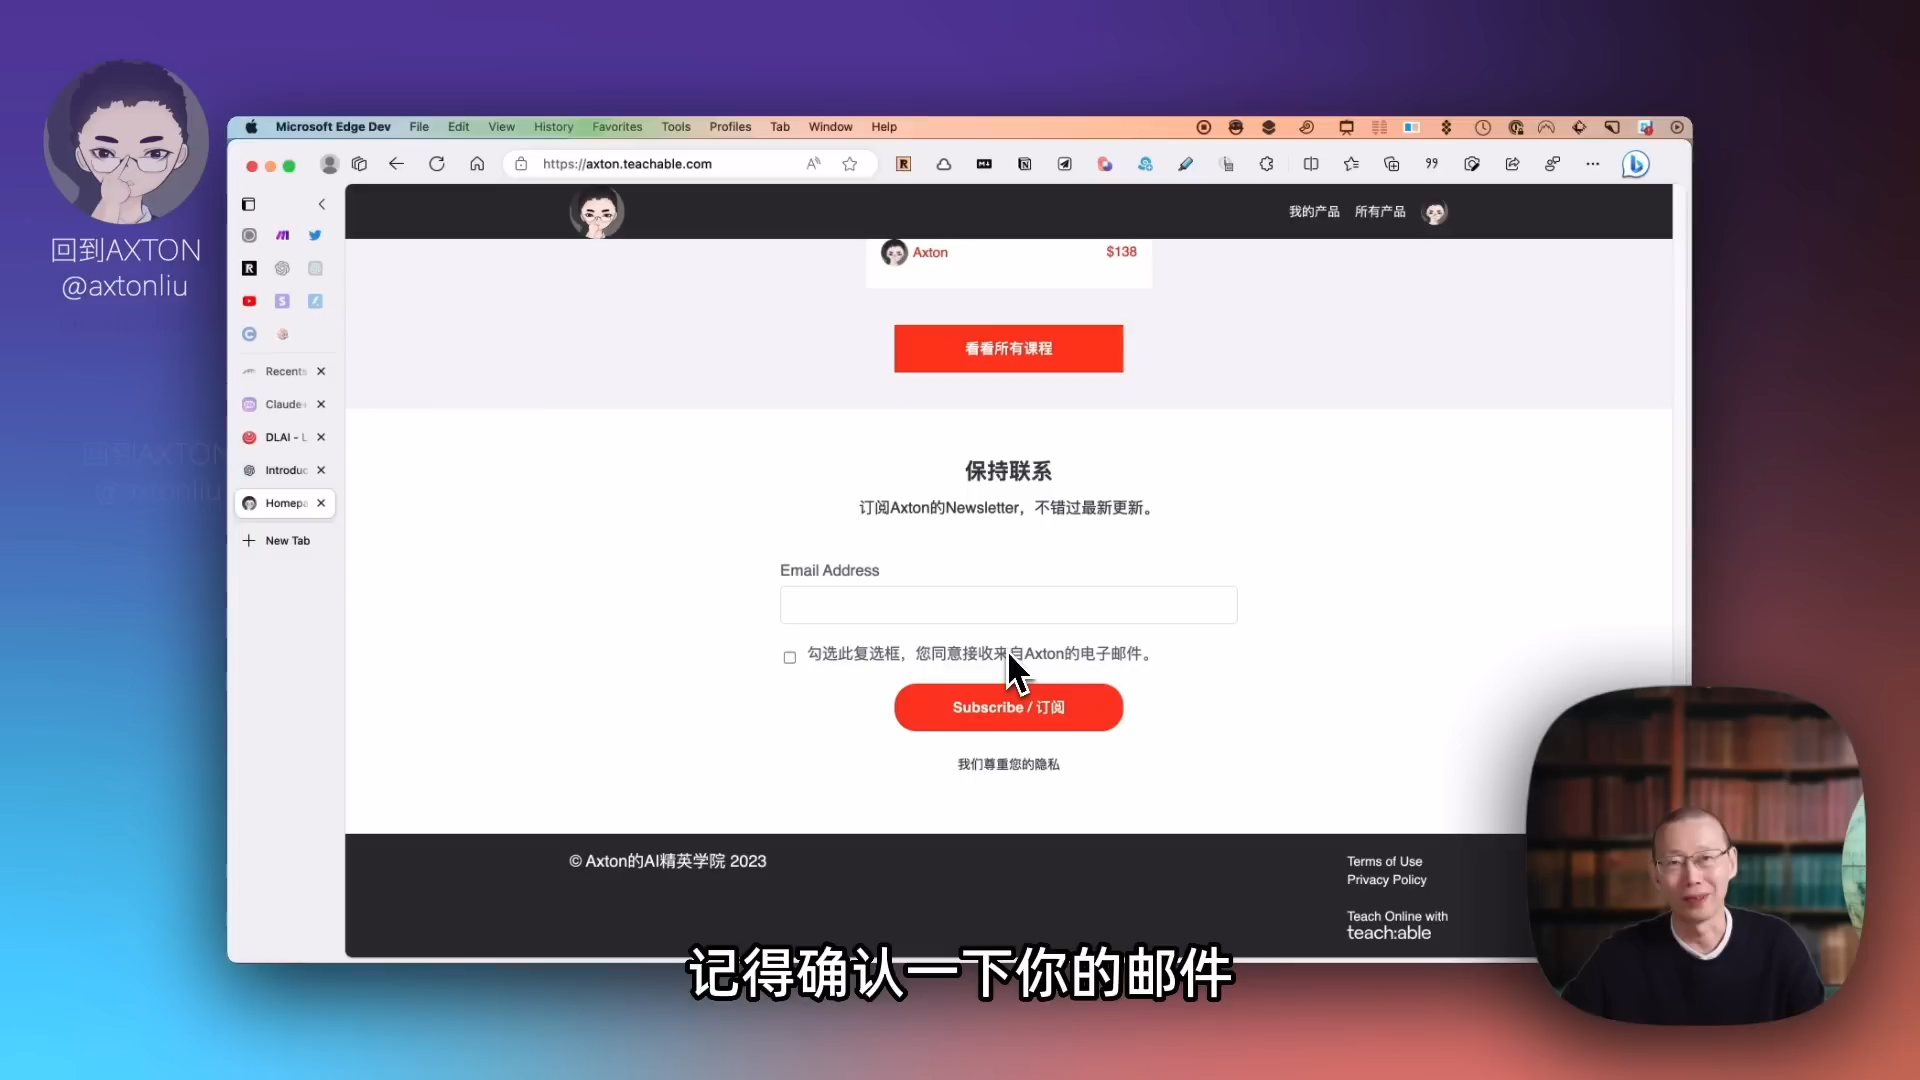 回到AXTON
@axtonliu
Microsoft Edge Dev File Edit View History Favorites Tools Profiles Tab Window Help
https://axton.teachable.com
我的产品 所有产品
Axton $138
看看所有课程
Recents
Claude+
DLAI - L
Introduc
Homepa
New Tab
保持联系
订阅Axton的Newsletter，不错过最新更新。
Email Address
勾选此复选框，您同意接收来自Axton的电子邮件。
Subscribe / 订阅
我们尊重您的隐私
© Axton的AI精英学院 2023
Terms of Use
Privacy Policy
Teach Online with
teach:able
记得确认一下你的邮件